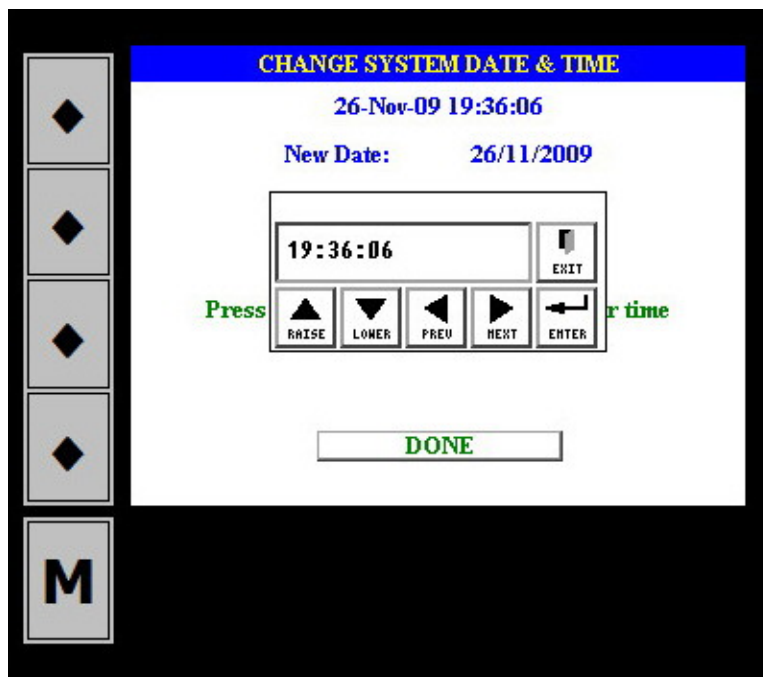 CHANGE SYSTEM DATE & TIME
26-Nov-09 19:36:06
New Date: 26/11/2009
19:36:06
EXIT
Press r time
RAISE LOWER PREV NEXT ENTER
DONE
M